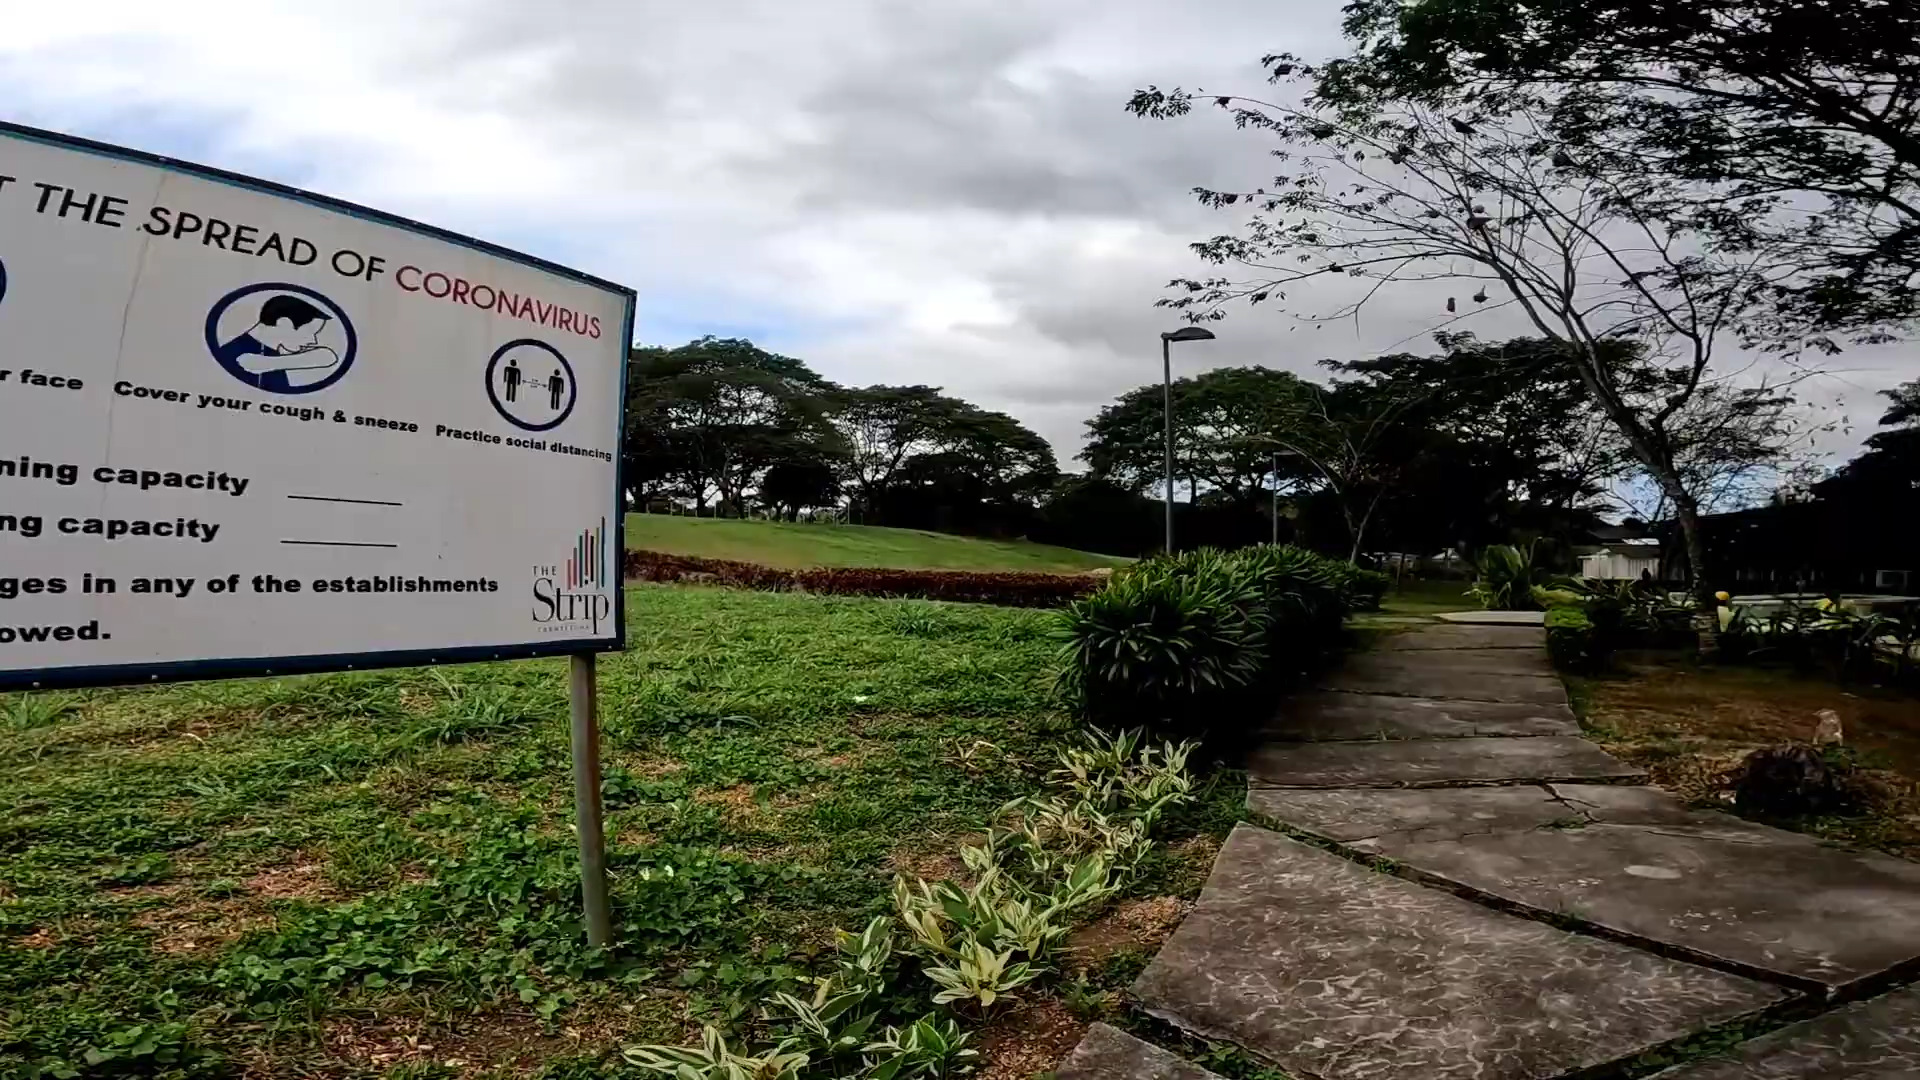 T THE SPREAD OF CORONAVIRUS
r face
Cover your cough & sneeze
Practice social distancing
ning capacity
ng capacity
ges in any of the establishments
owed.
THE
Strip